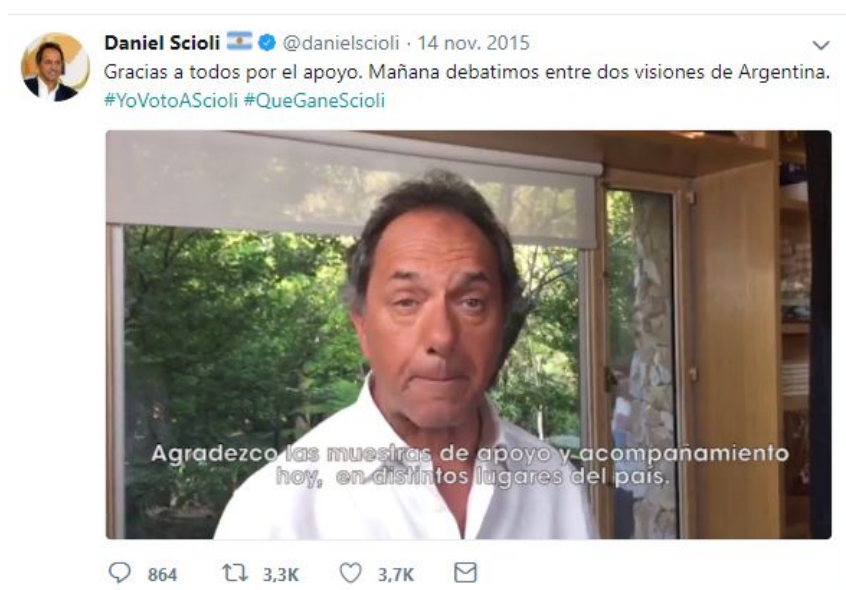 Daniel Scioli 🇦🇷 @danielscioli · 14 nov. 2015
Gracias a todos por el apoyo. Mañana debatimos entre dos visiones de Argentina.
#YoVotoAScioli #QueGaneScioli
Agradezco las muestras de apoyo y acompañamiento
hoy, en distintos lugares del país.
864 3,3K 3,7K